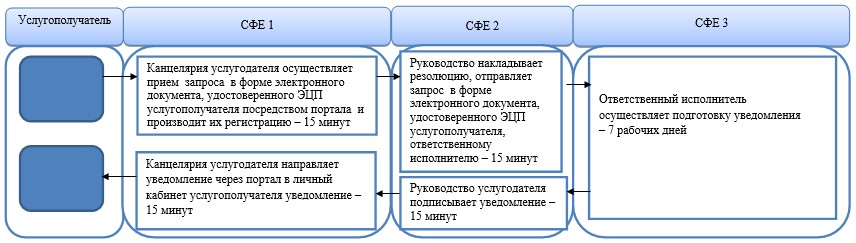 Услугополучатель
СФЕ 1
СФЕ 2
СФЕ 3
Канцелярия услугодателя осуществляет
прием запроса в форме электронного
документа, удостоверенного ЭЦП
услугополучателя посредством портала и
производит их регистрацию – 15 минут
Руководство накладывает
резолюцию, отправляет
запрос в форме
электронного документа,
удостоверенного ЭЦП
услугополучателя,
ответственному
исполнителю – 15 минут
Ответственный исполнитель
осуществляет подготовку уведомления
– 7 рабочих дней
Канцелярия услугодателя направляет
уведомление через портал в личный
кабинет услугополучателя уведомление –
15 минут
Руководство услугодателя
подписывает уведомление –
15 минут